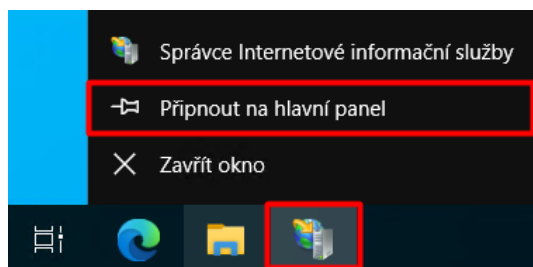 Správce Internetové informační služby
Připnout na hlavní panel
Zavřít okno